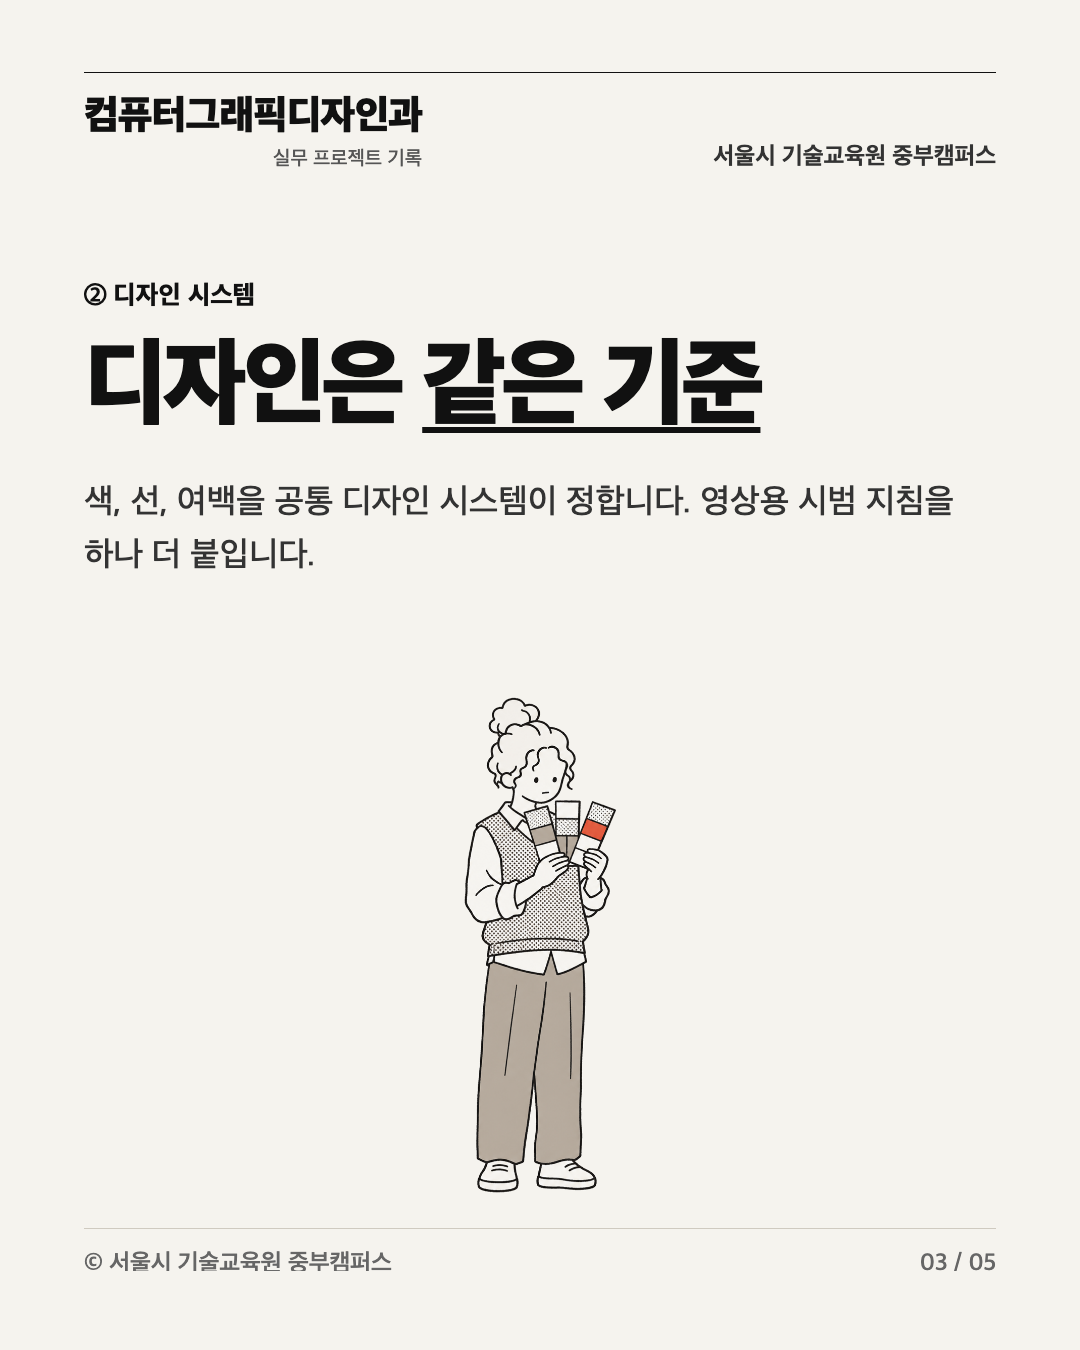 컴퓨터그래픽디자인과
실무 프로젝트 기록
서울시 기술교육원 중부캠퍼스
② 디자인 시스템
디자인은 같은 기준
색, 선, 여백을 공통 디자인 시스템이 정합니다. 영상용 시범 지침을
하나 더 붙입니다.
© 서울시 기술교육원 중부캠퍼스
03 / 05